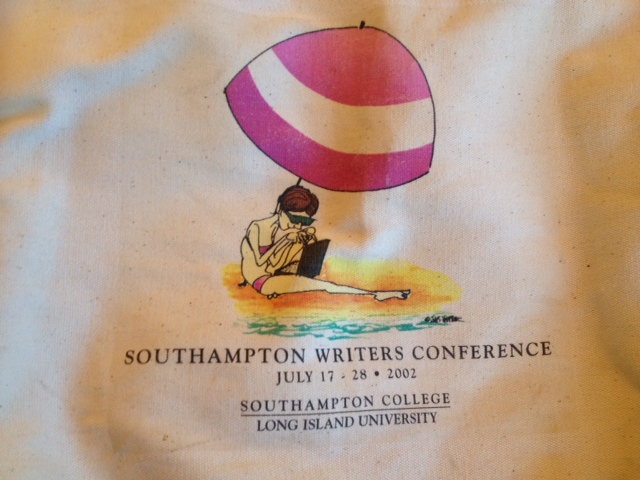 SOUTHAMPTON WRITERS CONFERENCE
JULY 17 - 28 • 2002
SOUTHAMPTON COLLEGE
LONG ISLAND UNIVERSITY